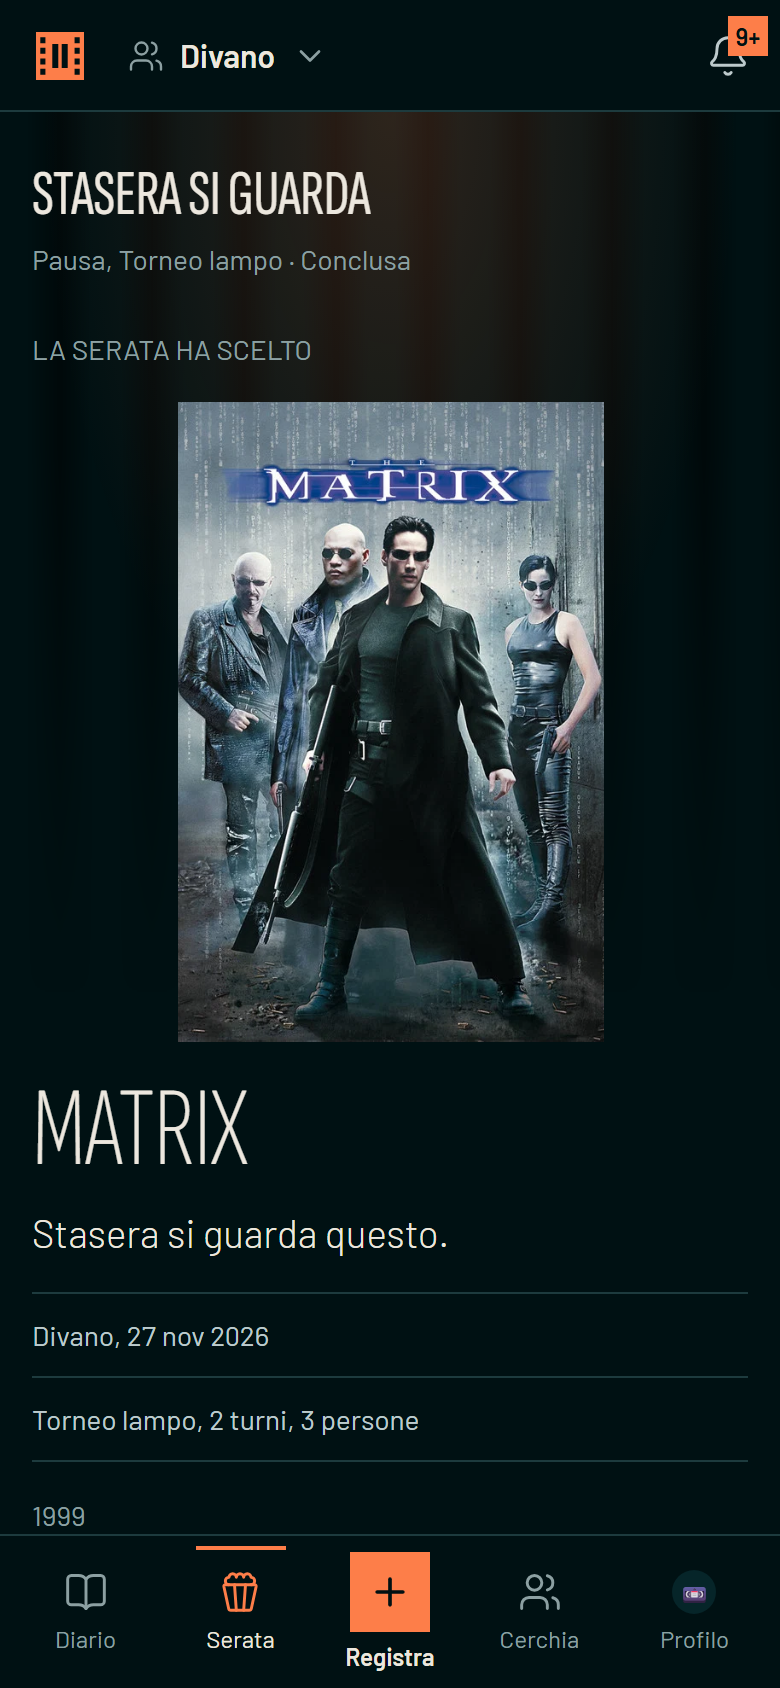 Divano
9+
STASERA SI GUARDA
Pausa, Torneo lampo · Conclusa
LA SERATA HA SCELTO
THE
MATRIX
MATRIX
Stasera si guarda questo.
Divano, 27 nov 2026
Torneo lampo, 2 turni, 3 persone
1999
Diario
Serata
Registra
Cerchia
Profilo